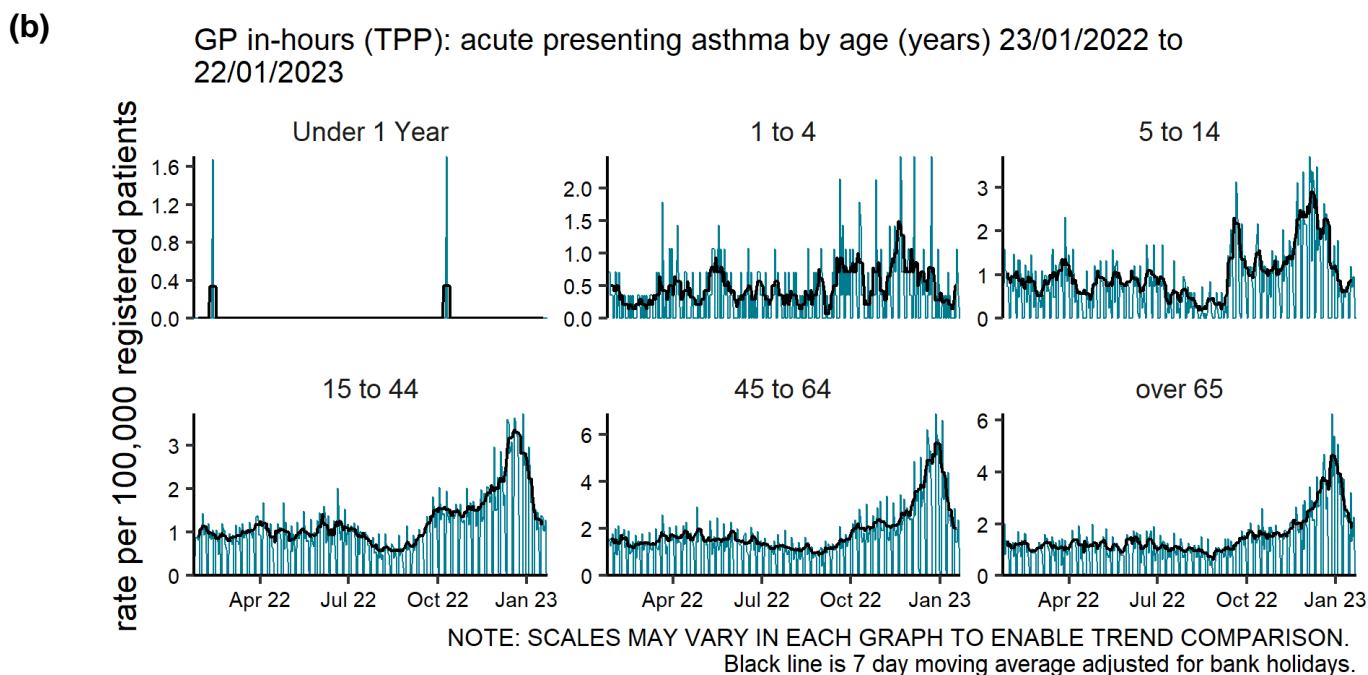 (b)
GP in-hours (TPP): acute presenting asthma by age (years) 23/01/2022 to
22/01/2023
rate per 100,000 registered patients
Under 1 Year
1.6
1.2
0.8
0.4
0.0
1 to 4
2.0
1.5
1.0
0.5
0.0
5 to 14
3
2
1
0
15 to 44
3
2
1
0
Apr 22 Jul 22 Oct 22 Jan 23
45 to 64
6
4
2
0
Apr 22 Jul 22 Oct 22 Jan 23
over 65
6
4
2
0
Apr 22 Jul 22 Oct 22 Jan 23
NOTE: SCALES MAY VARY IN EACH GRAPH TO ENABLE TREND COMPARISON.
Black line is 7 day moving average adjusted for bank holidays.